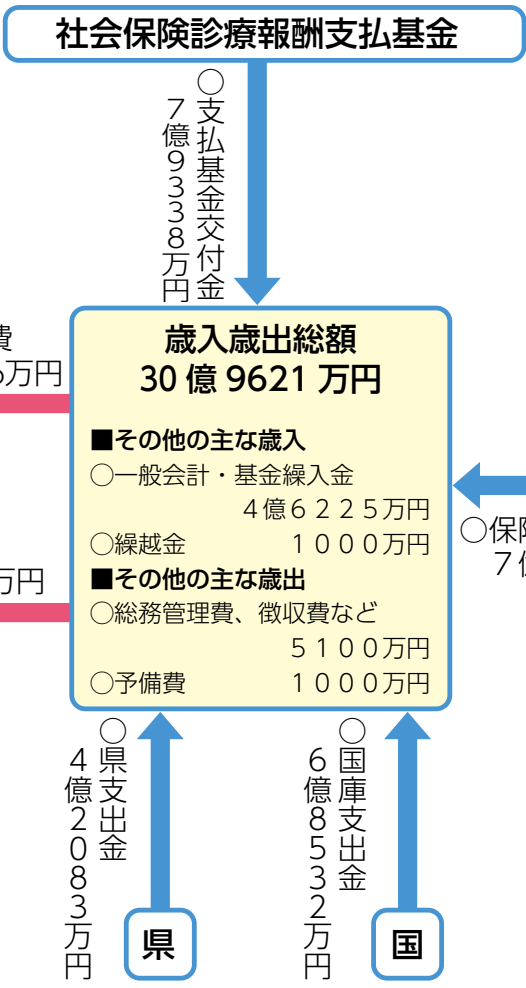 社会保険診療報酬支払基金
○支払基金交付金
７億９３３８万円
費
万円
歳入歳出総額
30 億 9621 万円
■その他の主な歳入
○一般会計・基金繰入金
４億６２２５万円
○繰越金 １０００万円
■その他の主な歳出
○総務管理費、徴収費など
５１００万円
○予備費 １０００万円
万円
○保険
７億
○県支出金
４億２０８３万円
県
○国庫支出金
６億８５３２万円
国